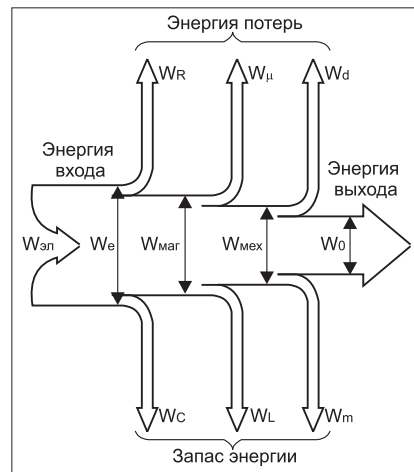 Энергия потерь
WR Wμ Wd
Энергия
входа
Энергия
выхода
Wэл We Wмаг Wмех W0
WC WL Wm
Запас энергии